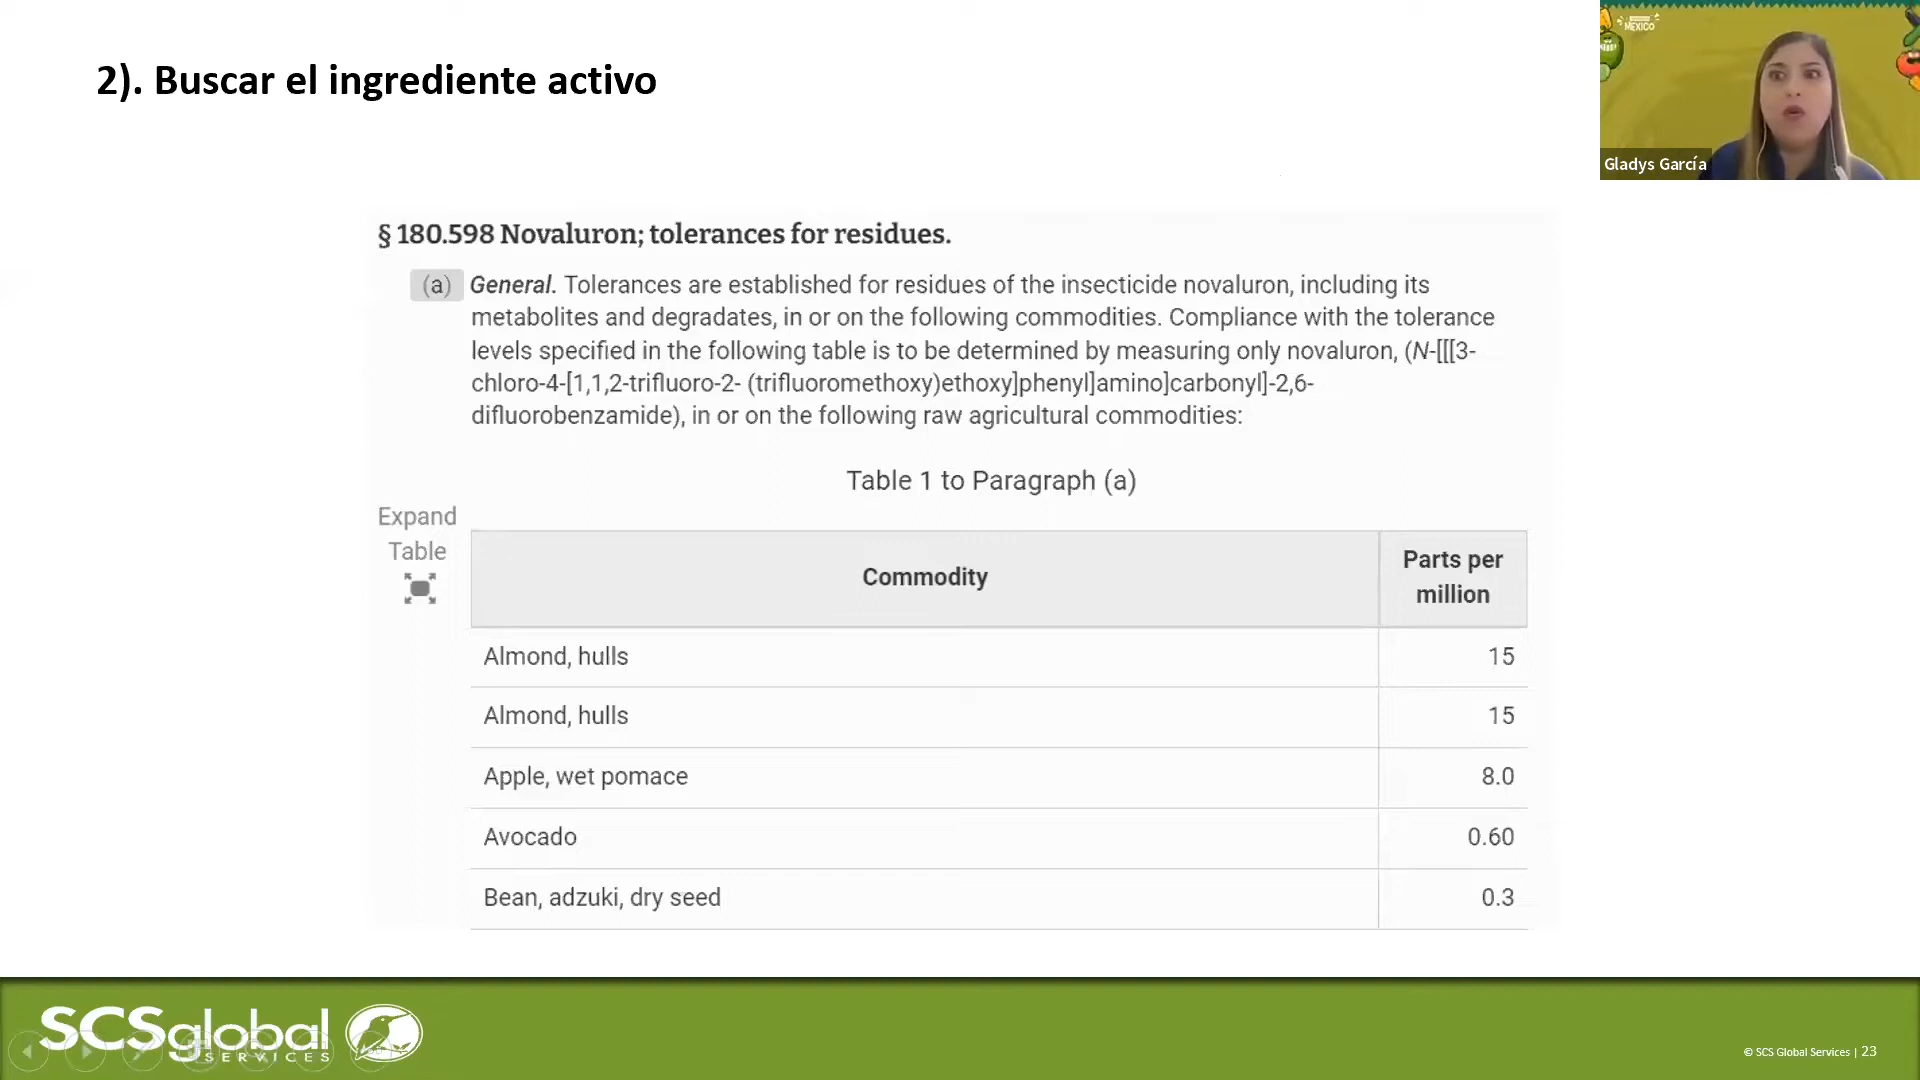 2). Buscar el ingrediente activo
MÉXICO
Gladys García
§ 180.598 Novaluron; tolerances for residues.
(a) General. Tolerances are established for residues of the insecticide novaluron, including its
metabolites and degradates, in or on the following commodities. Compliance with the tolerance
levels specified in the following table is to be determined by measuring only novaluron, (N-[[[3-
chloro-4-[1,1,2-trifluoro-2- (trifluoromethoxy)ethoxy]phenyl]amino]carbonyl]-2,6-
difluorobenzamide), in or on the following raw agricultural commodities:
Table 1 to Paragraph (a)
Expand
Table
Commodity
Parts per
million
Almond, hulls 15
Almond, hulls 15
Apple, wet pomace 8.0
Avocado 0.60
Bean, adzuki, dry seed 0.3
SCSglobal
SERVICES
© SCS Global Services | 23